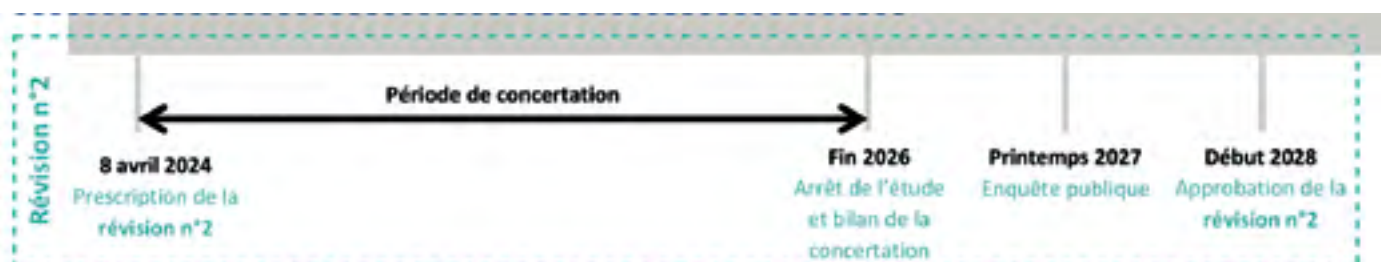 Révision n°2
Période de concertation
8 avril 2024
Prescription de la
révision n°2
Fin 2026
Arrêt de l'étude
et bilan de la
concertation
Printemps 2027
Enquête publique
Début 2028
Approbation de la
révision n°2